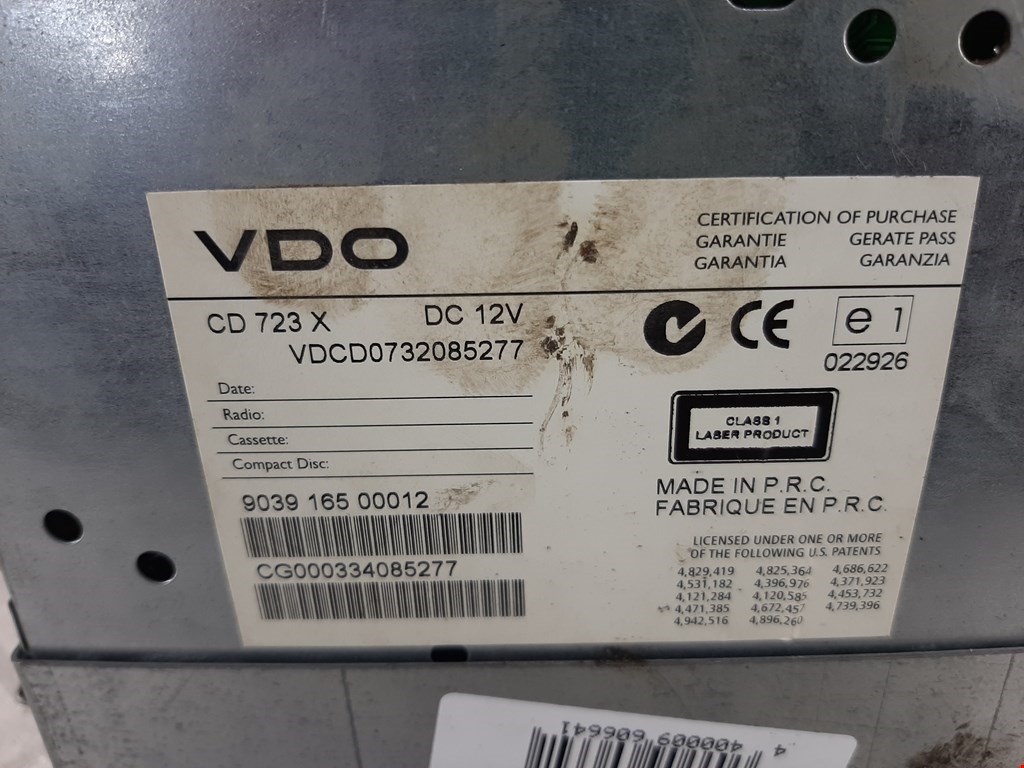 VDO
CERTIFICATION OF PURCHASE
GARANTIE GERATE PASS
GARANTIA GARANZIA
CD 723 X DC 12V
VDCD0732085277
CE e 1
022926
Date:
Radio:
Cassette:
Compact Disc:
CLASS 1
LASER PRODUCT
MADE IN P.R.C.
FABRIQUE EN P.R.C.
9039 165 00012
CG000334085277
LICENSED UNDER ONE OR MORE
OF THE FOLLOWING U.S. PATENTS
4,829,419 4,825,364 4,686,622
4,531,182 4,396,976 4,371,923
4,121,284 4,120,585 4,453,732
4,471,385 4,672,457 4,739,396
4,942,516 4,896,260
4 400009 606641